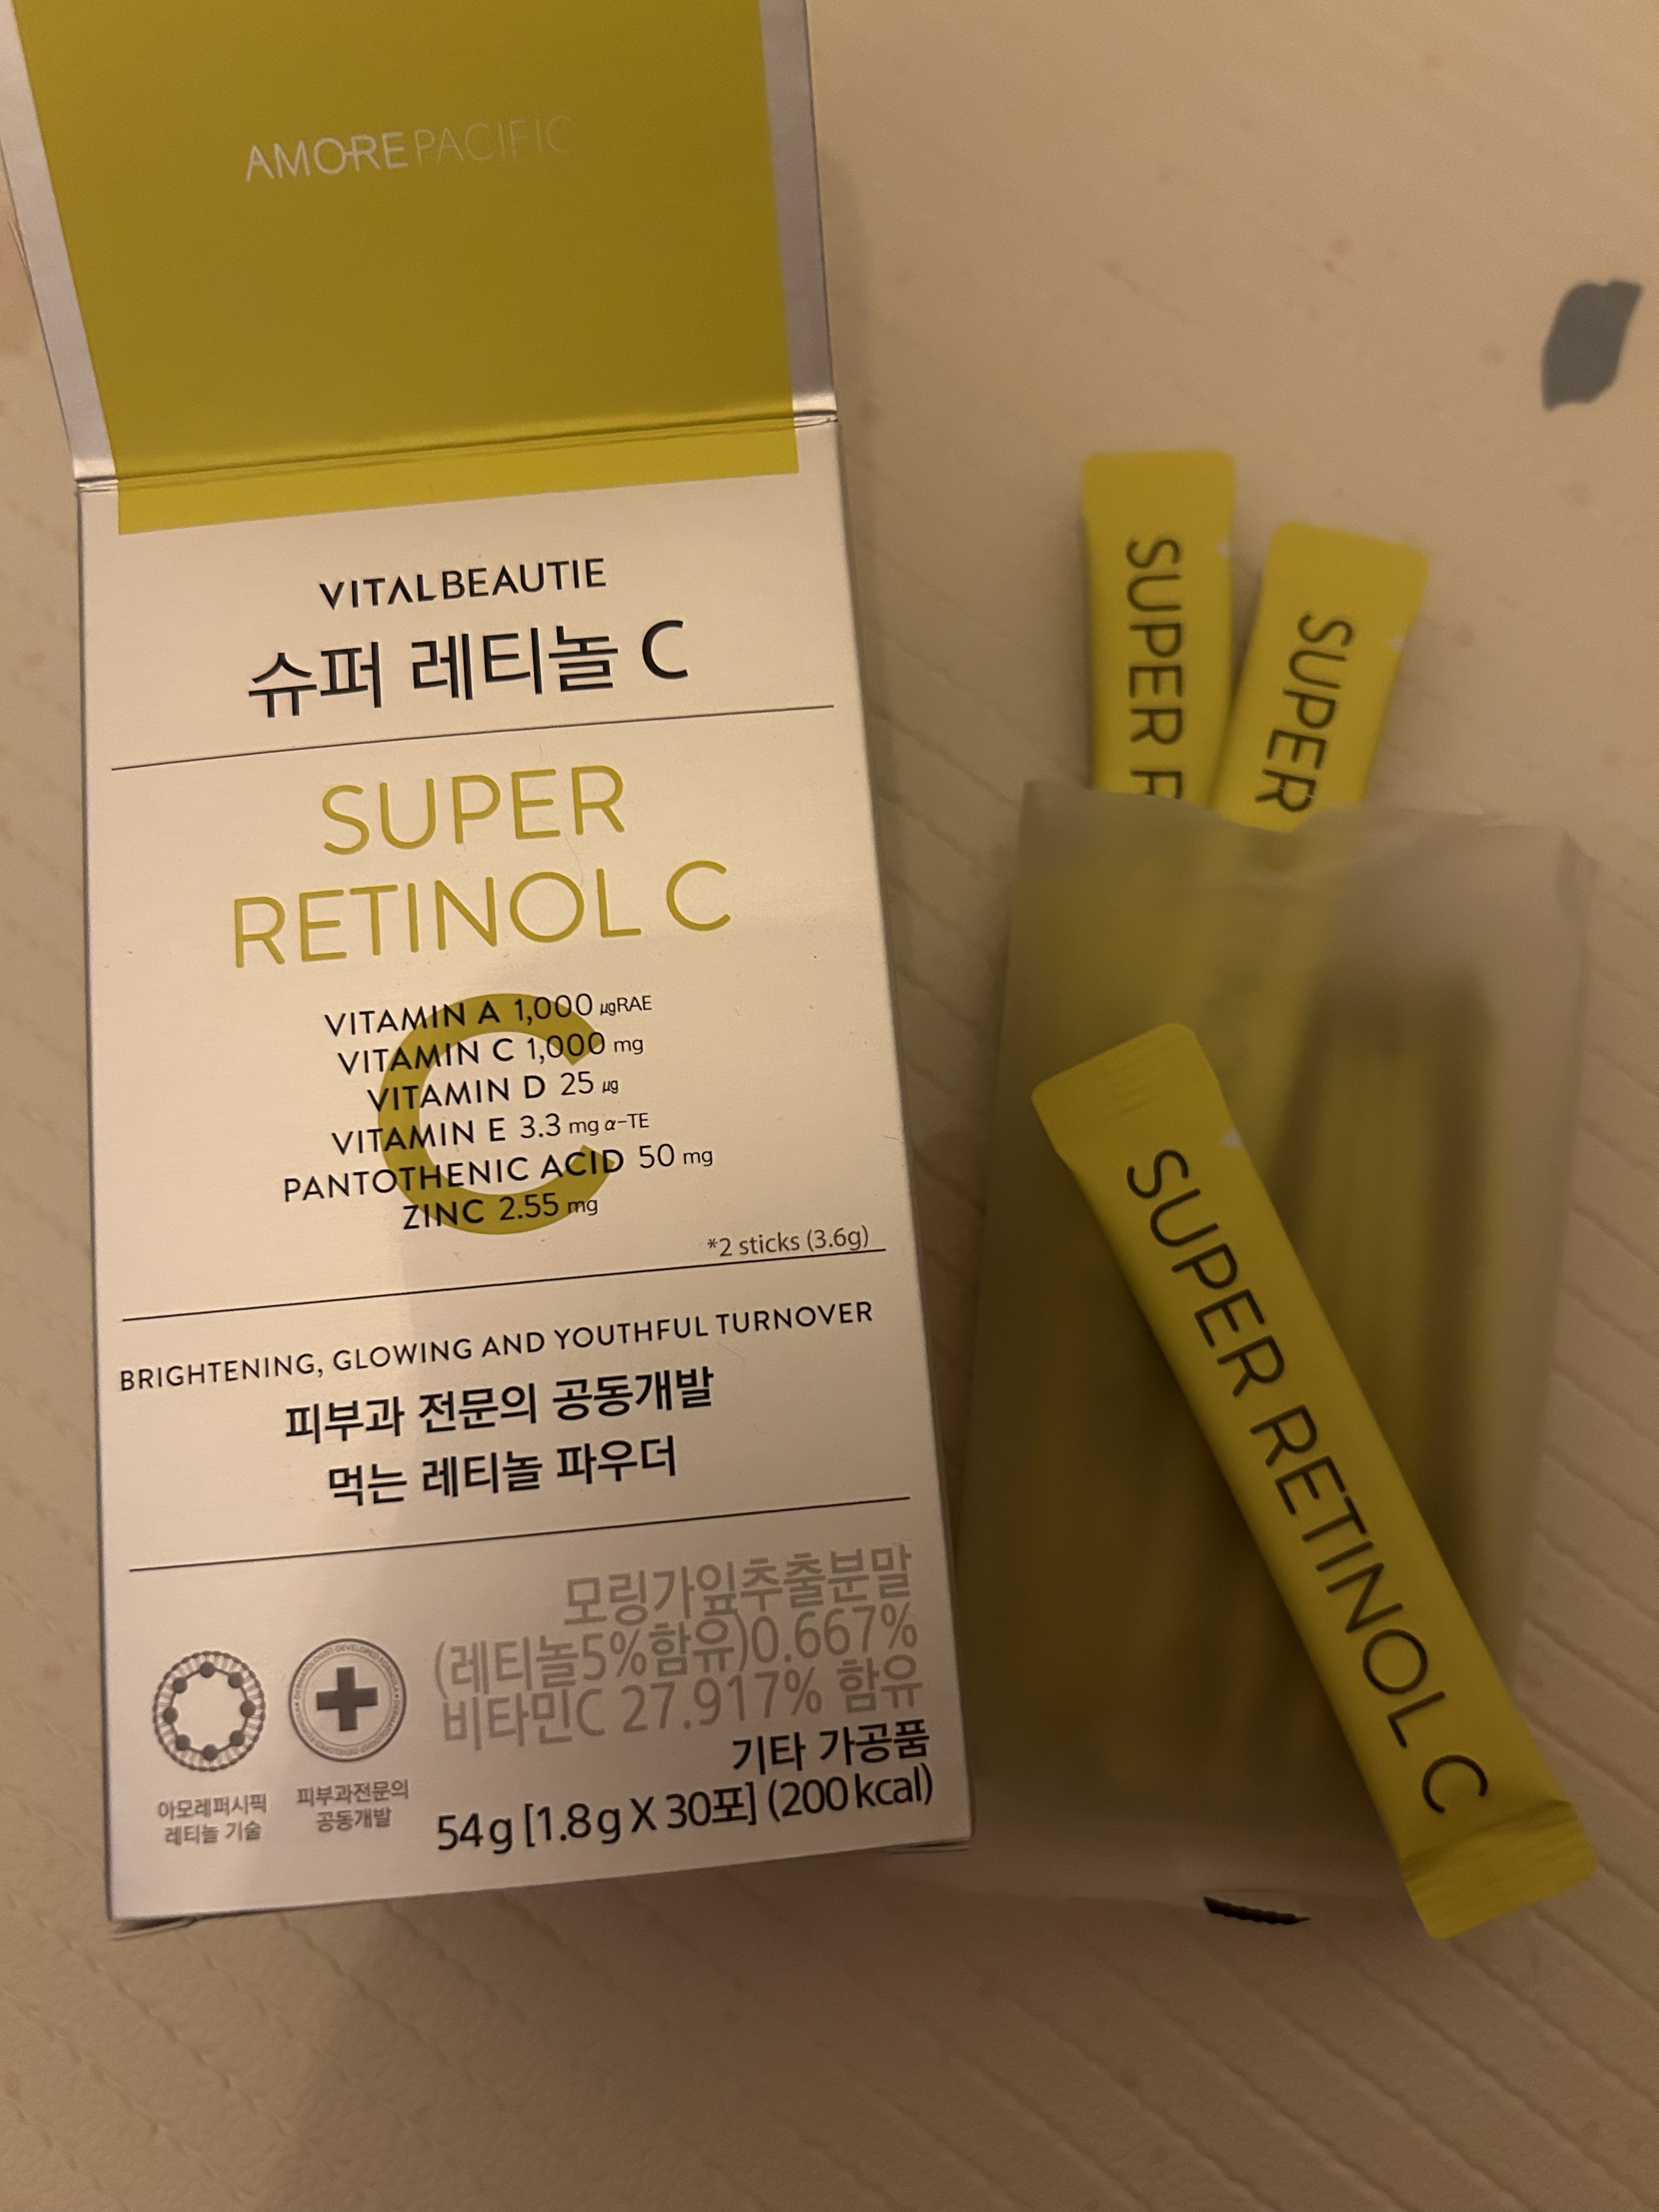 AMOREPACIFIC
VITALBEAUTIE
슈퍼 레티놀 C
SUPER
RETINOL C
VITAMIN A 1,000 µgRAE
VITAMIN C 1,000 mg
VITAMIN D 25 µg
VITAMIN E 3.3 mg α-TE
PANTOTHENIC ACID 50 mg
ZINC 2.55 mg
*2 sticks (3.6g)
BRIGHTENING, GLOWING AND YOUTHFUL TURNOVER
피부과 전문의 공동개발
먹는 레티놀 파우더
모링가잎추출분말
(레티놀5%함유)0.667%
비타민C 27.917% 함유
기타 가공품
54g [1.8g X 30포] (200 kcal)
아모레퍼시픽
레티놀 기술
피부과전문의
공동개발
SUPER R
SUPER
SUPER RETINOL C